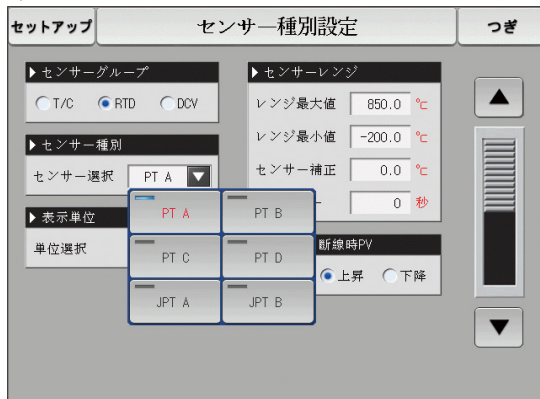 セットアップ
センサー種別設定
つぎ
▶センサーグループ
T/C RTD DCV
▶センサー種別
センサー選択 PT A
▶表示単位
単位選択
PT A PT B
PT C PT D
JPT A JPT B
▶センサーレンジ
レンジ最大値 850.0 ℃
レンジ最小値 -200.0 ℃
センサー補正 0.0 ℃
0 秒
断線時PV
上昇 下降